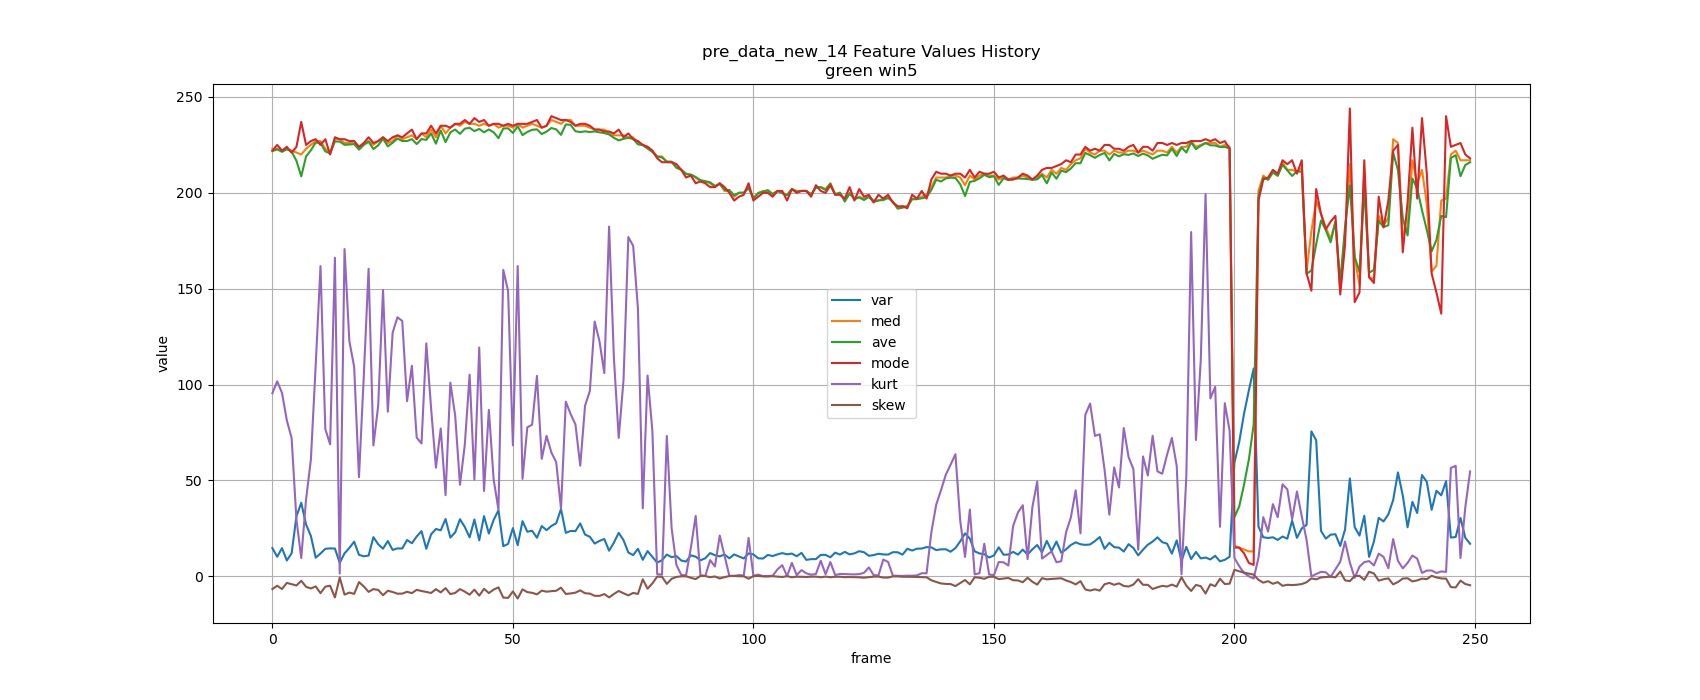 pre_data_new_14 Feature Values History
green win5
250
200
150
100
50
0
value
var
med
ave
mode
kurt
skew
0 50 100 150 200 250
frame